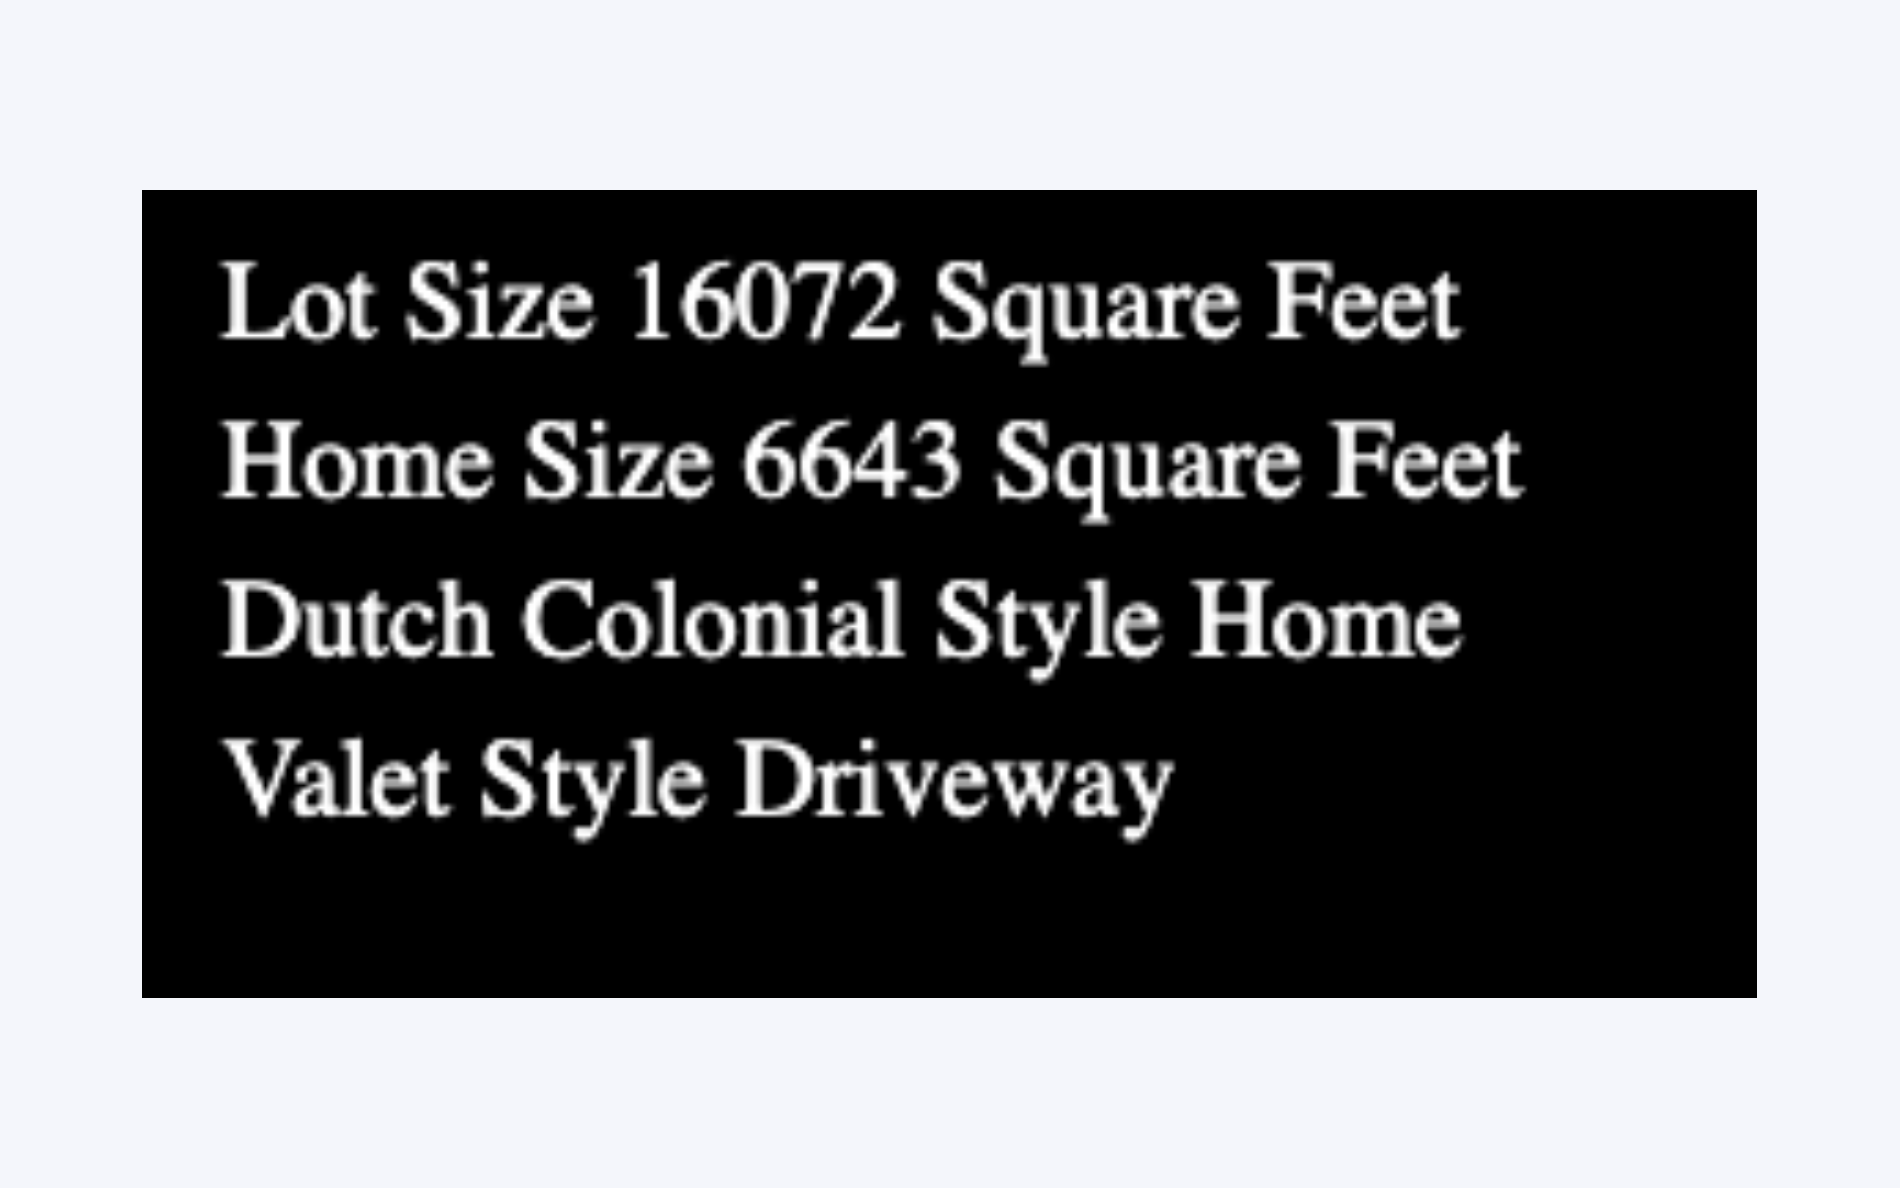 Lot Size 16072 Square Feet
Home Size 6643 Square Feet
Dutch Colonial Style Home
Valet Style Driveway